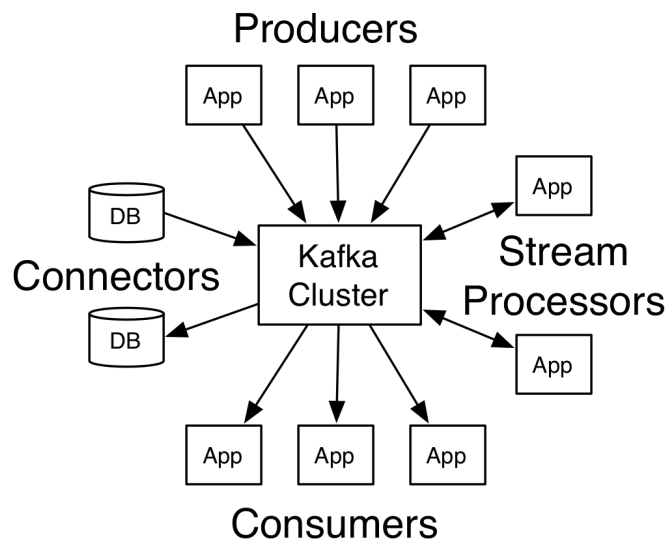 Producers
App
App
App
DB
App
Kafka
Cluster
Connectors
Stream
Processors
DB
App
App
App
App
Consumers